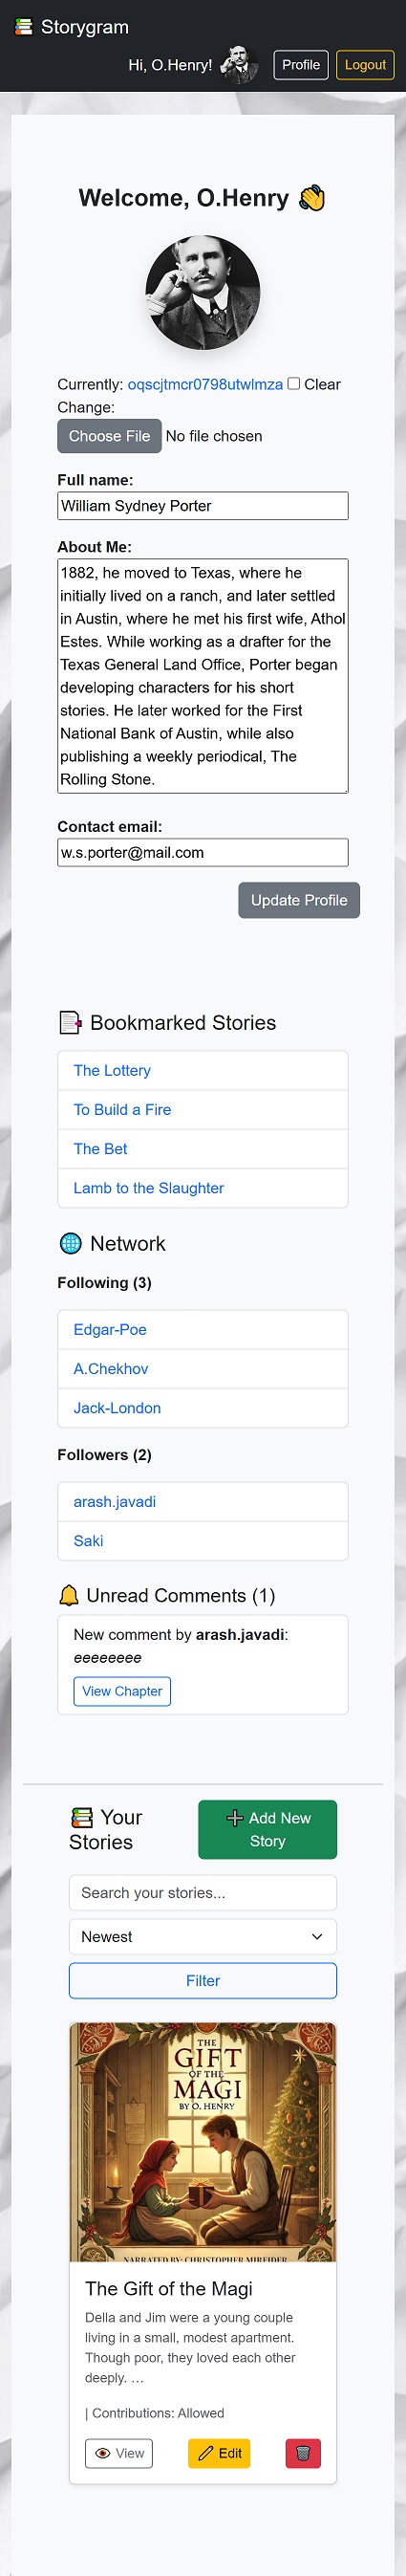 Storygram
Hi, O.Henry!
Profile
Logout
Welcome, O.Henry 👋
Currently: oqscjtmcr0798utwlmza Clear
Change:
Choose File No file chosen
Full name:
William Sydney Porter
About Me:
1882, he moved to Texas, where he
initially lived on a ranch, and later settled
in Austin, where he met his first wife, Athol
Estes. While working as a drafter for the
Texas General Land Office, Porter began
developing characters for his short
stories. He later worked for the First
National Bank of Austin, while also
publishing a weekly periodical, The
Rolling Stone.
Contact email:
w.s.porter@mail.com
Update Profile
Bookmarked Stories
The Lottery
To Build a Fire
The Bet
Lamb to the Slaughter
Network
Following (3)
Edgar-Poe
A.Chekhov
Jack-London
Followers (2)
arash.javadi
Saki
Unread Comments (1)
New comment by arash.javadi:
eeeeeeee
View Chapter
Your
Stories
Add New
Story
Search your stories...
Newest
Filter
THE
GIFT
OF THE
MAGI
BY O. HENRY
NARRATED BY: CHRISTOPHER
The Gift of the Magi
Della and Jim were a young couple
living in a small, modest apartment.
Though poor, they loved each other
deeply. …
| Contributions: Allowed
View
Edit